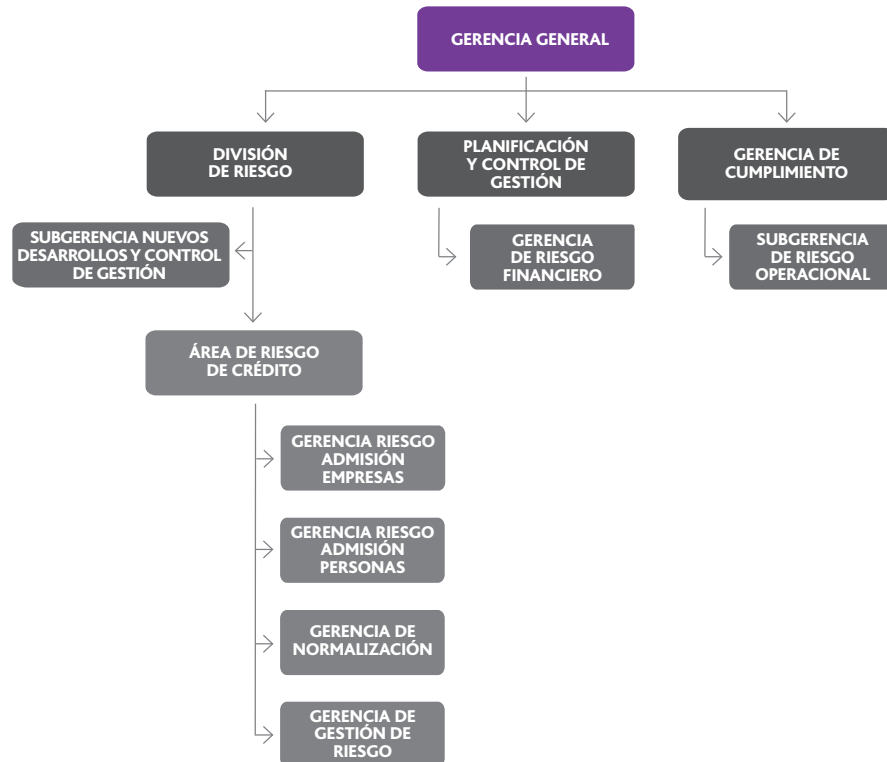 GERENCIA GENERAL
DIVISIÓN
DE RIESGO
PLANIFICACIÓN
Y CONTROL DE
GESTIÓN
GERENCIA DE
CUMPLIMIENTO
SUBGERENCIA NUEVOS
DESARROLLOS Y CONTROL
DE GESTIÓN
GERENCIA
DE RIESGO
FINANCIERO
SUBGERENCIA
DE RIESGO
OPERACIONAL
ÁREA DE RIESGO
DE CRÉDITO
GERENCIA RIESGO
ADMISIÓN
EMPRESAS
GERENCIA RIESGO
ADMISIÓN
PERSONAS
GERENCIA DE
NORMALIZACIÓN
GERENCIA DE
GESTIÓN DE
RIESGO